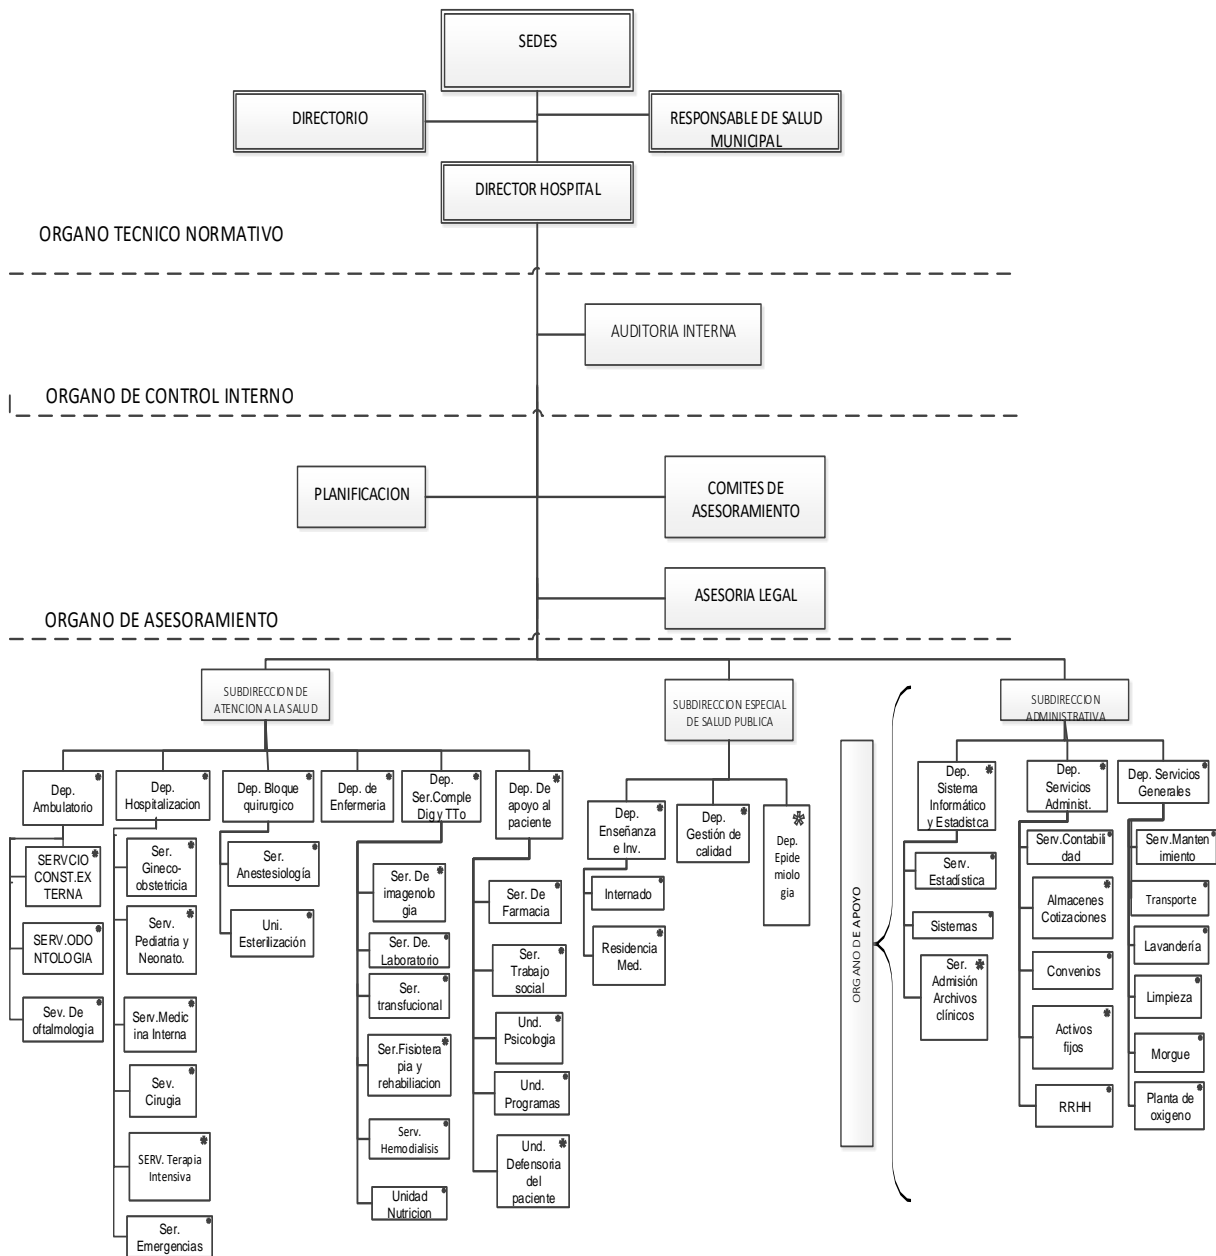 SEDES
DIRECTORIO
RESPONSABLE DE SALUD
MUNICIPAL
DIRECTOR HOSPITAL
ORGANO TECNICO NORMATIVO
AUDITORIA INTERNA
ORGANO DE CONTROL INTERNO
PLANIFICACION
COMITES DE
ASESORAMIENTO
ASESORIA LEGAL
ORGANO DE ASESORAMIENTO
SUBDIRECCION DE
ATENCION A LA SALUD
SUBDIRECCION ESPECIAL
DE SALUD PUBLICA
SUBDIRECCION
ADMINISTRATIVA
Dep.
Ambulatorio
SERVCIO
CONST.EX
TERNA
SERV.ODO
NTOLOGIA
Sev. De
oftalmologia
Dep.
Hospitalizacion
Ser.
Gineco-
obstetricia
Serv.
Pediatria y
Neonato.
Serv.Medic
ina Interna
Sev.
Cirugia
SERV. Terapia
Intensiva
Ser.
Emergencias
Dep. Bloque
quirurgico
Ser.
Anestesiología
Uni.
Esterilización
Dep. de
Enfermeria
Dep.
Ser.Comple
Dig y TTo
Ser. De
imagenolo
gia
Ser. De.
Laboratorio
Ser.
transfucional
Ser.Fisiotera
pia y
rehabiliacion
Serv.
Hemodialisis
Unidad
Nutricion
Dep. De
apoyo al
paciente
Ser. De
Farmacia
Ser.
Trabajo
social
Und.
Psicologia
Und.
Programas
Und.
Defensoria
del
paciente
Dep.
Enseñanza
e Inv.
Internado
Residencia
Med.
Dep.
Gestión de
calidad
Dep.
Epide
miolo
gia
ORGANO DE APOYO
Dep.
Sistema
Informático
y Estadistca
Serv.
Estadística
Sistemas
Ser.
Admisión
Archivos
clínicos
Dep.
Servicios
Administ.
Serv.Contabi
dad
Almacenes
Cotizaciones
Convenios
Activos
fijos
RRHH
Dep. Servicios
Generales
Serv.Manten
imiento
Transporte
Lavandería
Limpieza
Morgue
Planta de
oxigeno